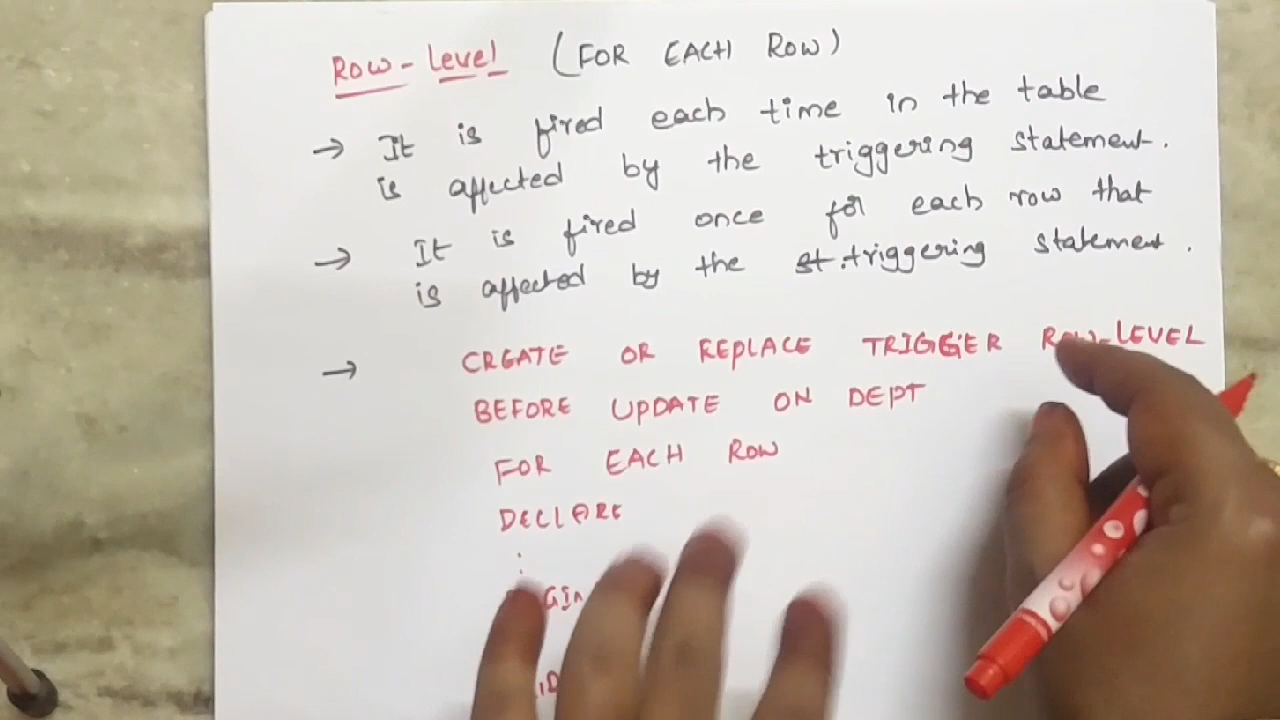 Row-level (FOR EACH ROW)
→ It is fired each time in the table
is affected by the triggering statement.
→ It is fired once for each row that
is affected by the triggering statement.
→ CREATE OR REPLACE TRIGGER ROW-LEVEL
BEFORE UPDATE ON DEPT
FOR EACH ROW
DECLARE
: